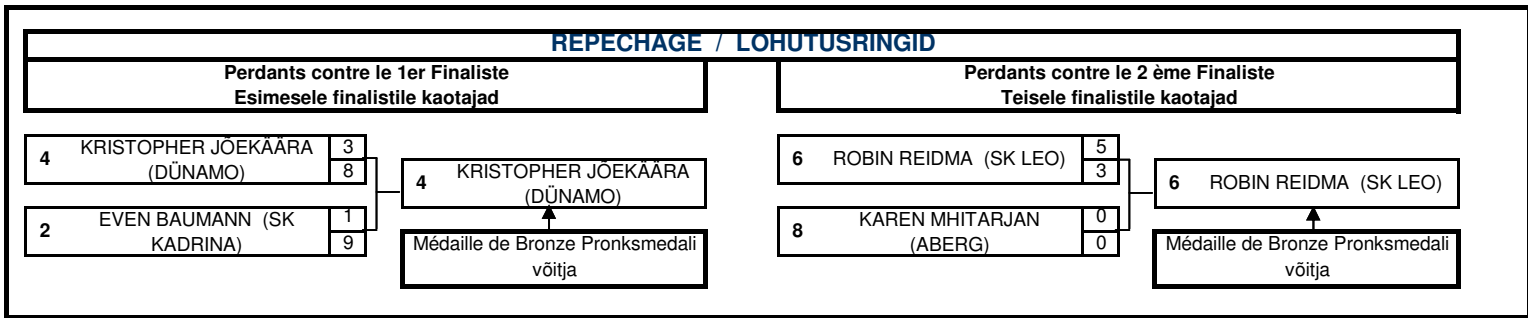 REPECHAGE / LOHUTUSRINGID
Perdants contre le 1er Finaliste
Esimesele finalistile kaotajad
Perdants contre le 2 ème Finaliste
Teisele finalistile kaotajad
4 KRISTOPHER JÕEKÄÄRA 3
(DÜNAMO) 8
4 KRISTOPHER JÕEKÄÄRA
(DÜNAMO)
2 EVEN BAUMANN (SK 1
KADRINA) 9
Médaille de Bronze Pronksmedali
võitja
6 ROBIN REIDMA (SK LEO) 5
3
6 ROBIN REIDMA (SK LEO)
8 KAREN MHITARJAN 0
(ABERG) 0
Médaille de Bronze Pronksmedali
võitja